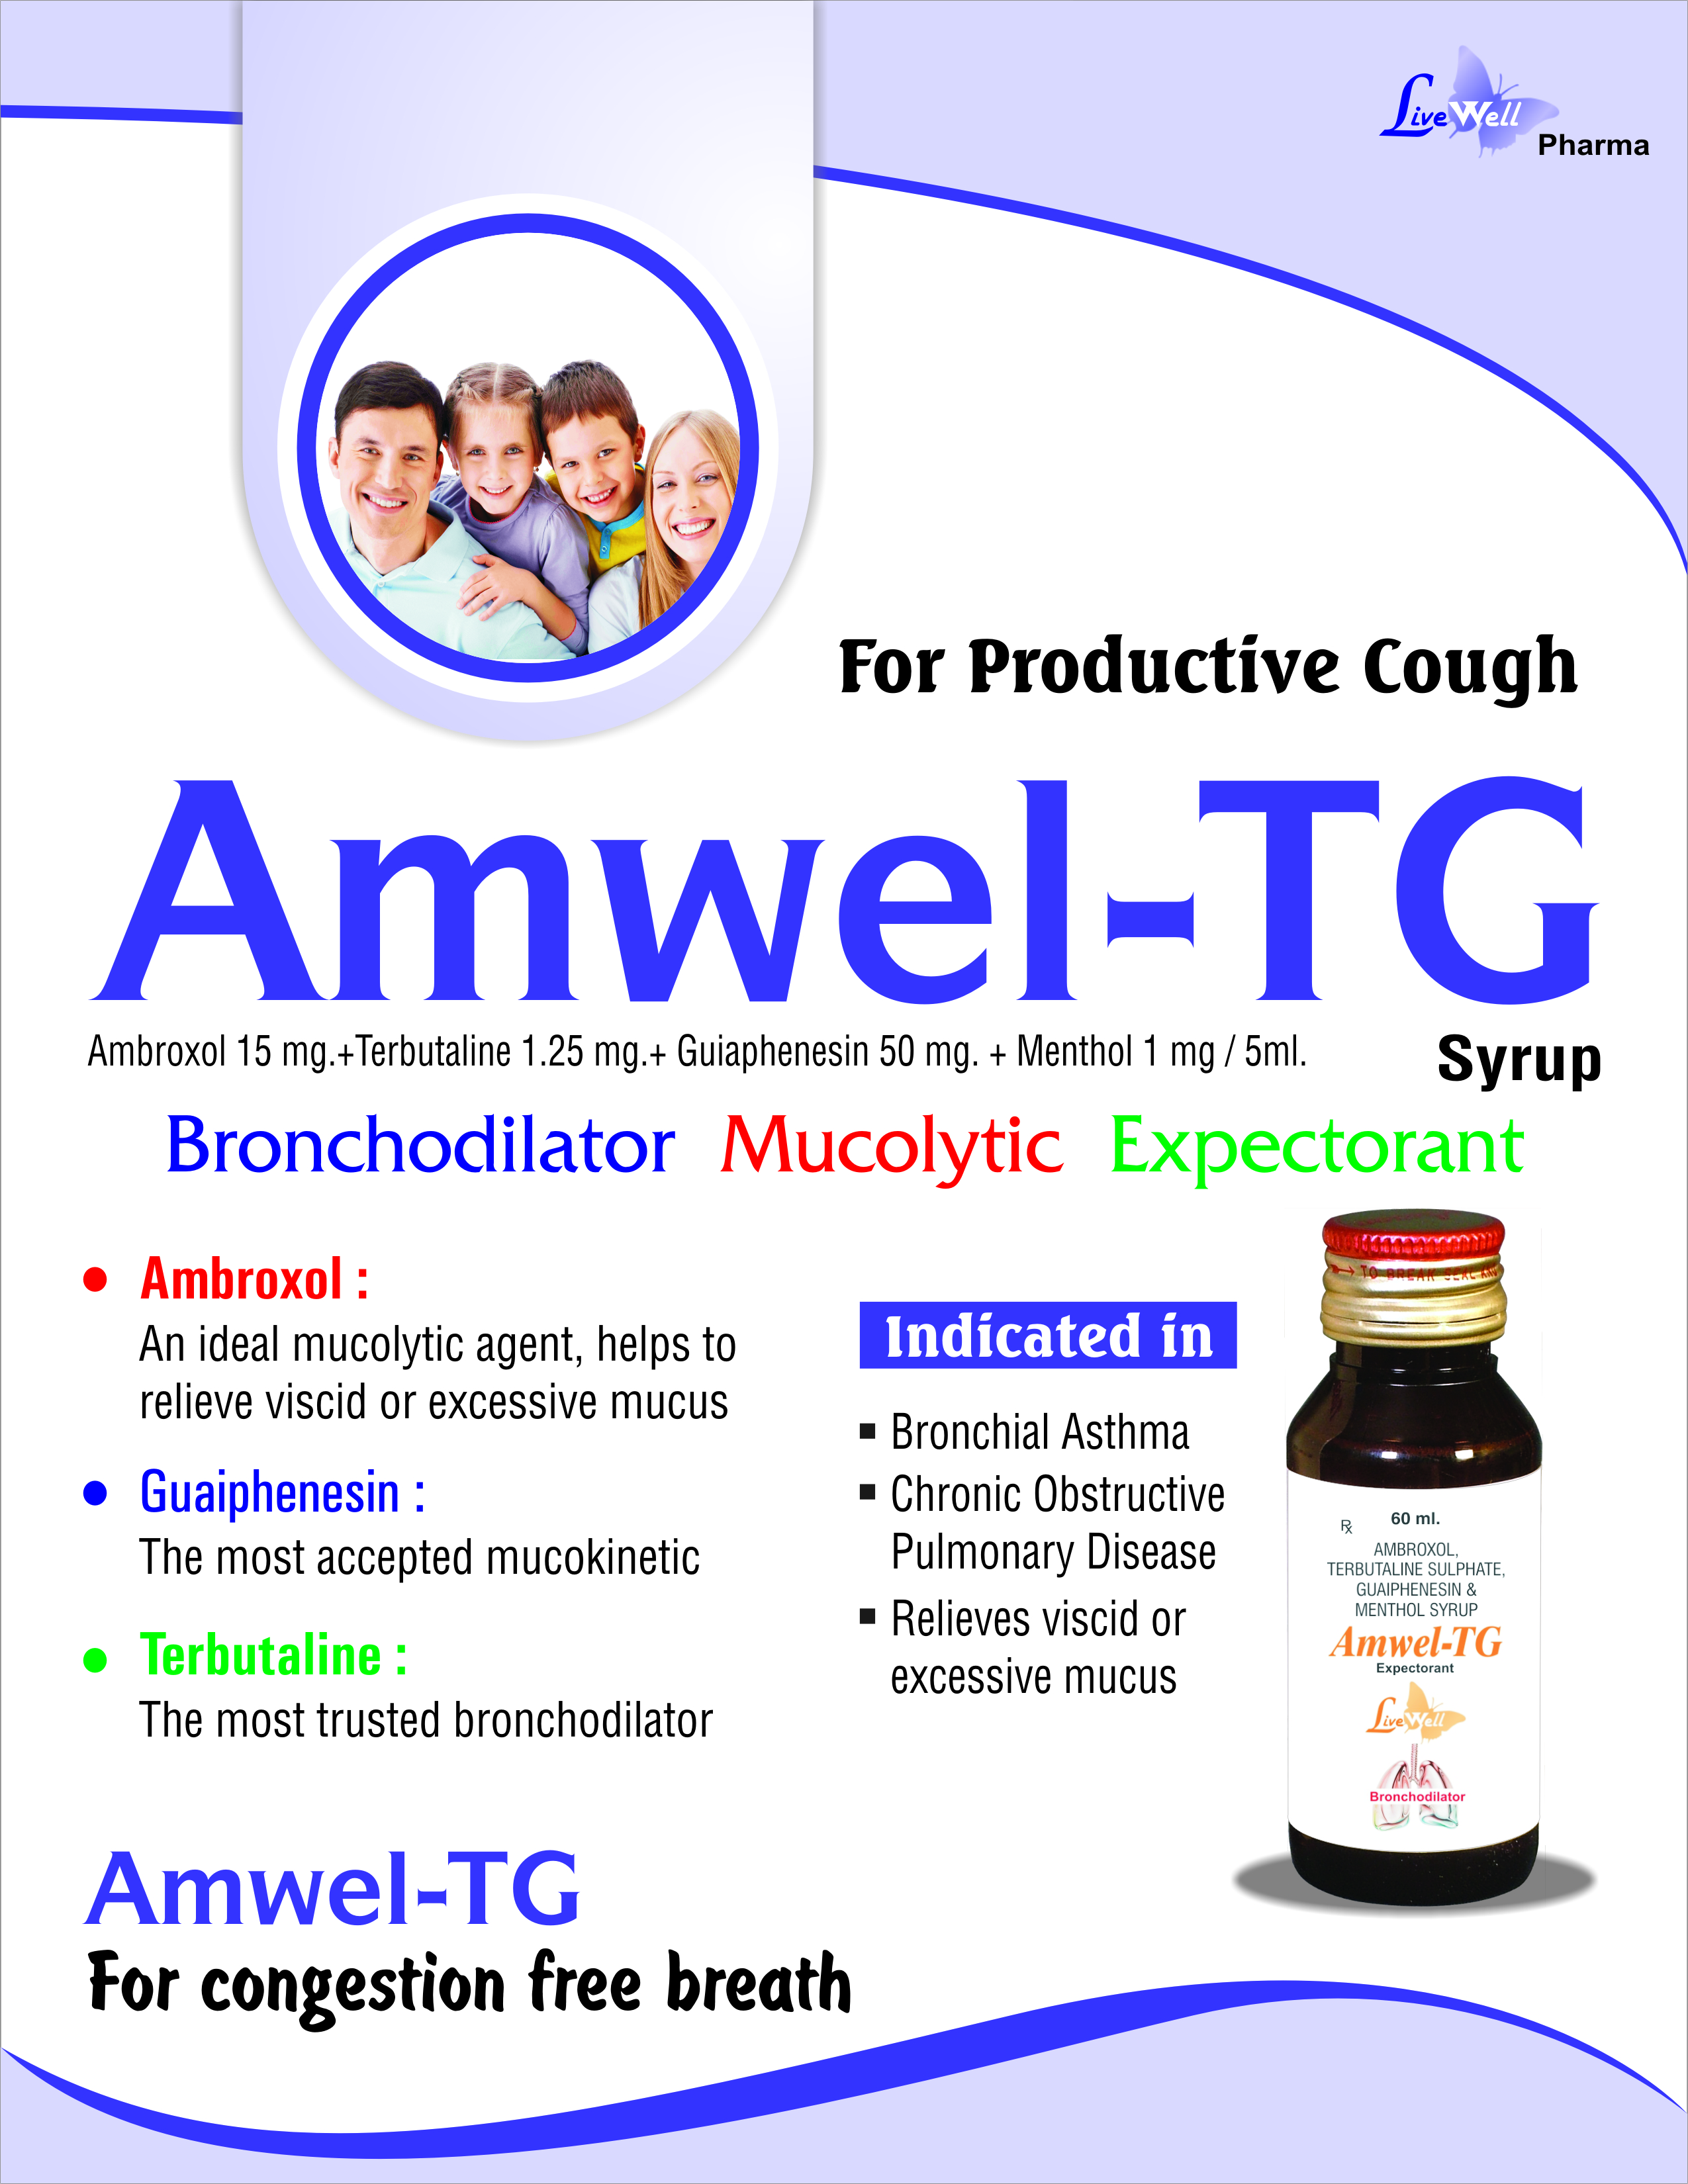 LiveWell
Pharma
For Productive Cough
Amwel-TG
Ambroxol 15 mg.+Terbutaline 1.25 mg.+ Guiaphenesin 50 mg. + Menthol 1 mg / 5ml.
Syrup
Bronchodilator Mucolytic Expectorant
• Ambroxol :
An ideal mucolytic agent, helps to
relieve viscid or excessive mucus
• Guaiphenesin :
The most accepted mucokinetic
• Terbutaline :
The most trusted bronchodilator
Indicated in
▪ Bronchial Asthma
▪ Chronic Obstructive
Pulmonary Disease
▪ Relieves viscid or
excessive mucus
TO BREAK SEAL
℞ 60 ml.
AMBROXOL,
TERBUTALINE SULPHATE,
GUAIPHENESIN &
MENTHOL SYRUP
Amwel-TG
Expectorant
LiveWell
Bronchodilator
Amwel-TG
For congestion free breath